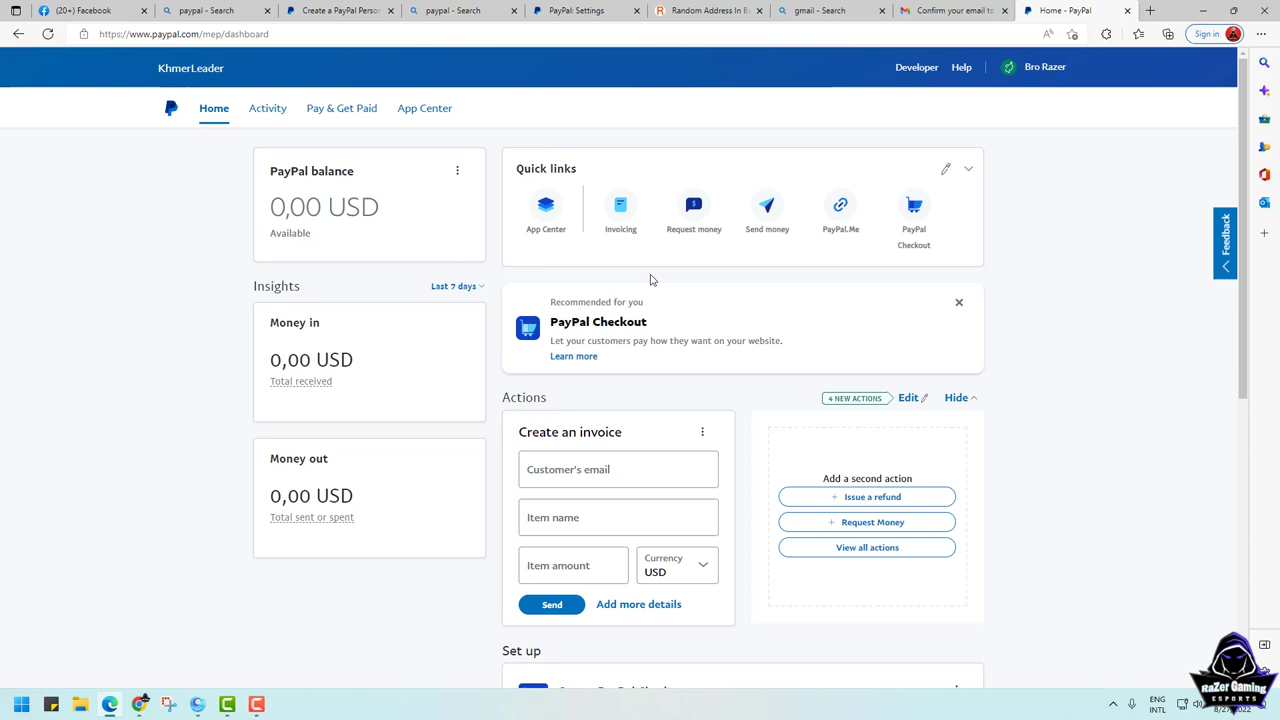 (20+) Facebook
paypal - Search
Create a PayPal Person
paypal - Search
PayPal: Settings
Random Address In B
gmail - Search
Confirm your email to
Home - PayPal
https://www.paypal.com/mep/dashboard
Sign in
KhmerLeader
Developer
Help
Bro Razer
Home
Activity
Pay & Get Paid
App Center
PayPal balance
0,00 USD
Available
Quick links
App Center
Invoicing
Request money
Send money
PayPal.Me
PayPal
Checkout
Feedback
Insights
Last 7 days
Money in
0,00 USD
Total received
Recommended for you
PayPal Checkout
Let your customers pay how they want on your website.
Learn more
Actions
4 NEW ACTIONS
Edit
Hide
Money out
0,00 USD
Total sent or spent
Create an invoice
Customer's email
Item name
Item amount
Currency
USD
Send
Add more details
Add a second action
+ Issue a refund
+ Request Money
View all actions
Set up
RaZer Gaming
ESPORTS
ENG
INTL
8/27/2022